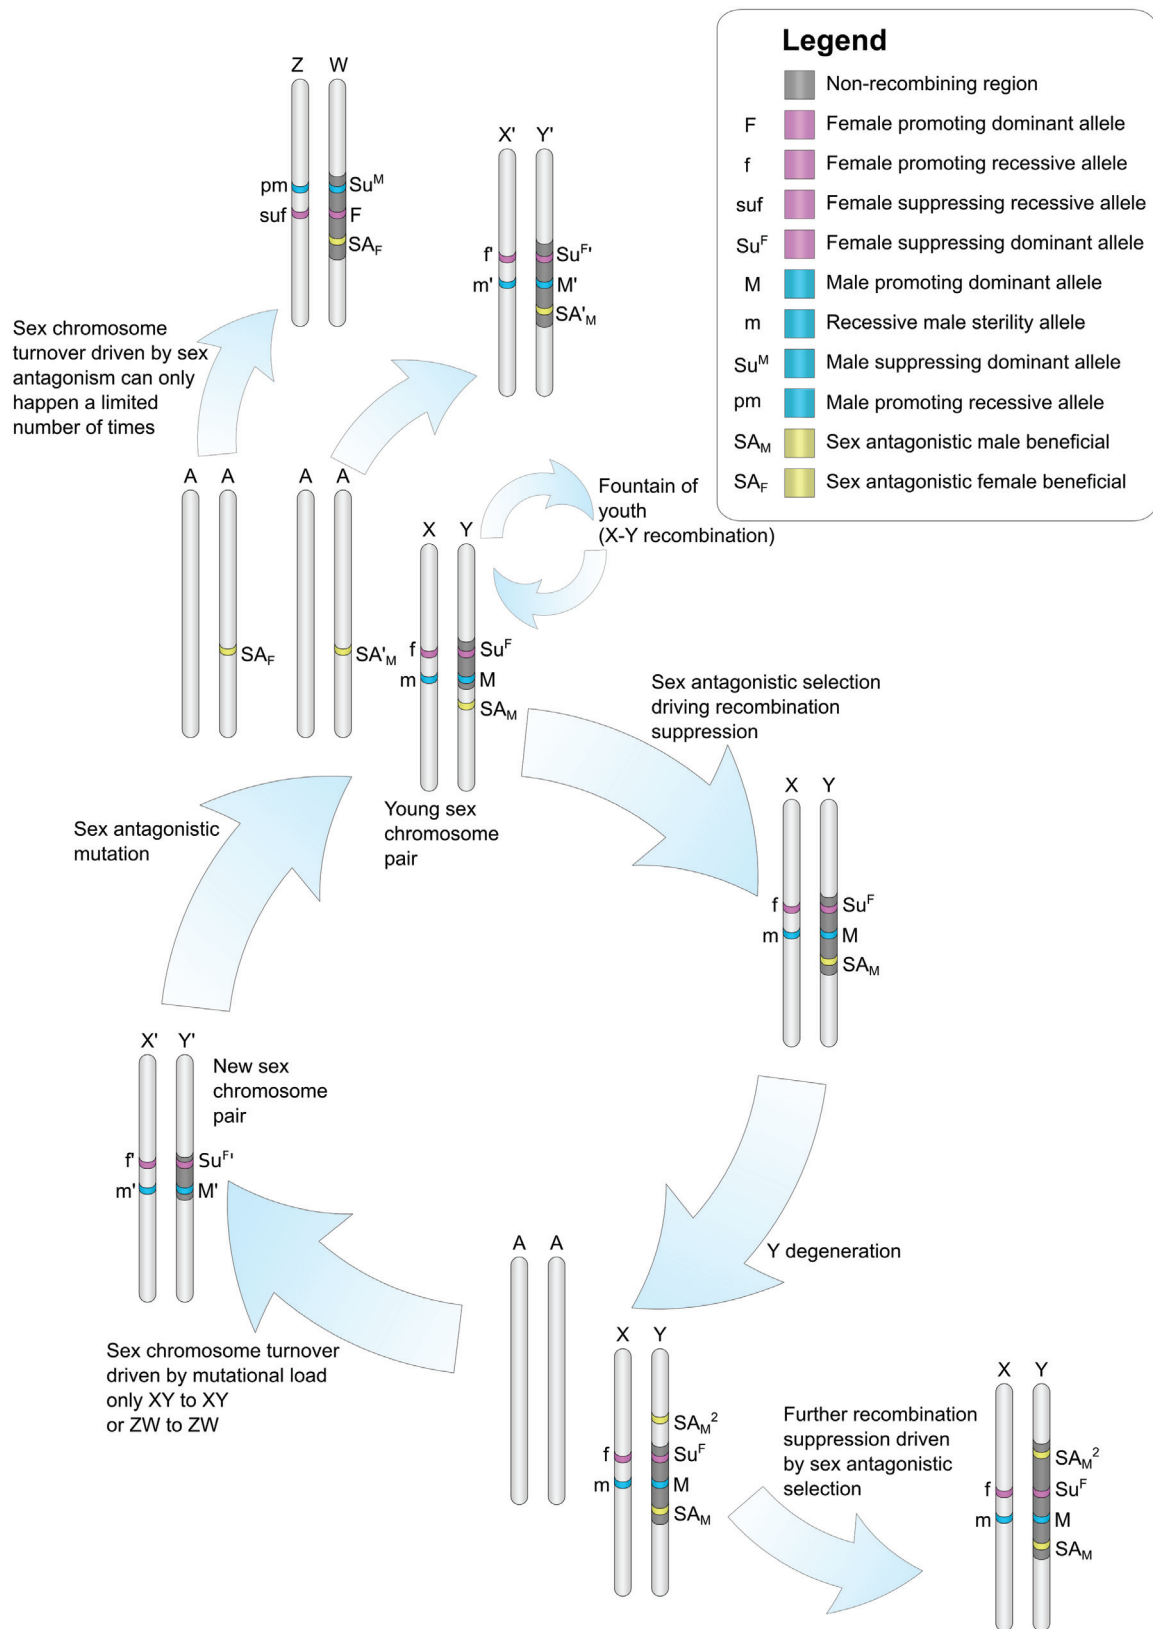 Legend
Non-recombining region
F Female promoting dominant allele
f Female promoting recessive allele
suf Female suppressing recessive allele
Su^F Female suppressing dominant allele
M Male promoting dominant allele
m Recessive male sterility allele
Su^M Male suppressing dominant allele
pm Male promoting recessive allele
SA_M Sex antagonistic male beneficial
SA_F Sex antagonistic female beneficial
Z W
pm Su^M
suf F
SA_F
X' Y'
f' Su^F'
m' M'
SA'_M
Sex chromosome
turnover driven by sex
antagonism can only
happen a limited
number of times
A A
SA_F
A A
SA'_M
X Y
f Su^F
m M
SA_M
Young sex
chromosome
pair
Fountain of
youth
(X-Y recombination)
Sex antagonistic selection
driving recombination
suppression
X Y
f Su^F
m M
SA_M
Sex antagonistic
mutation
X' Y'
New sex
chromosome
pair
f' Su^F'
m' M'
Y degeneration
A A
Sex chromosome turnover
driven by mutational load
only XY to XY
or ZW to ZW
X Y
SA_M^2
f Su^F
m M
SA_M
Further recombination
suppression driven
by sex antagonistic
selection
X Y
SA_M^2
f Su^F
m M
SA_M